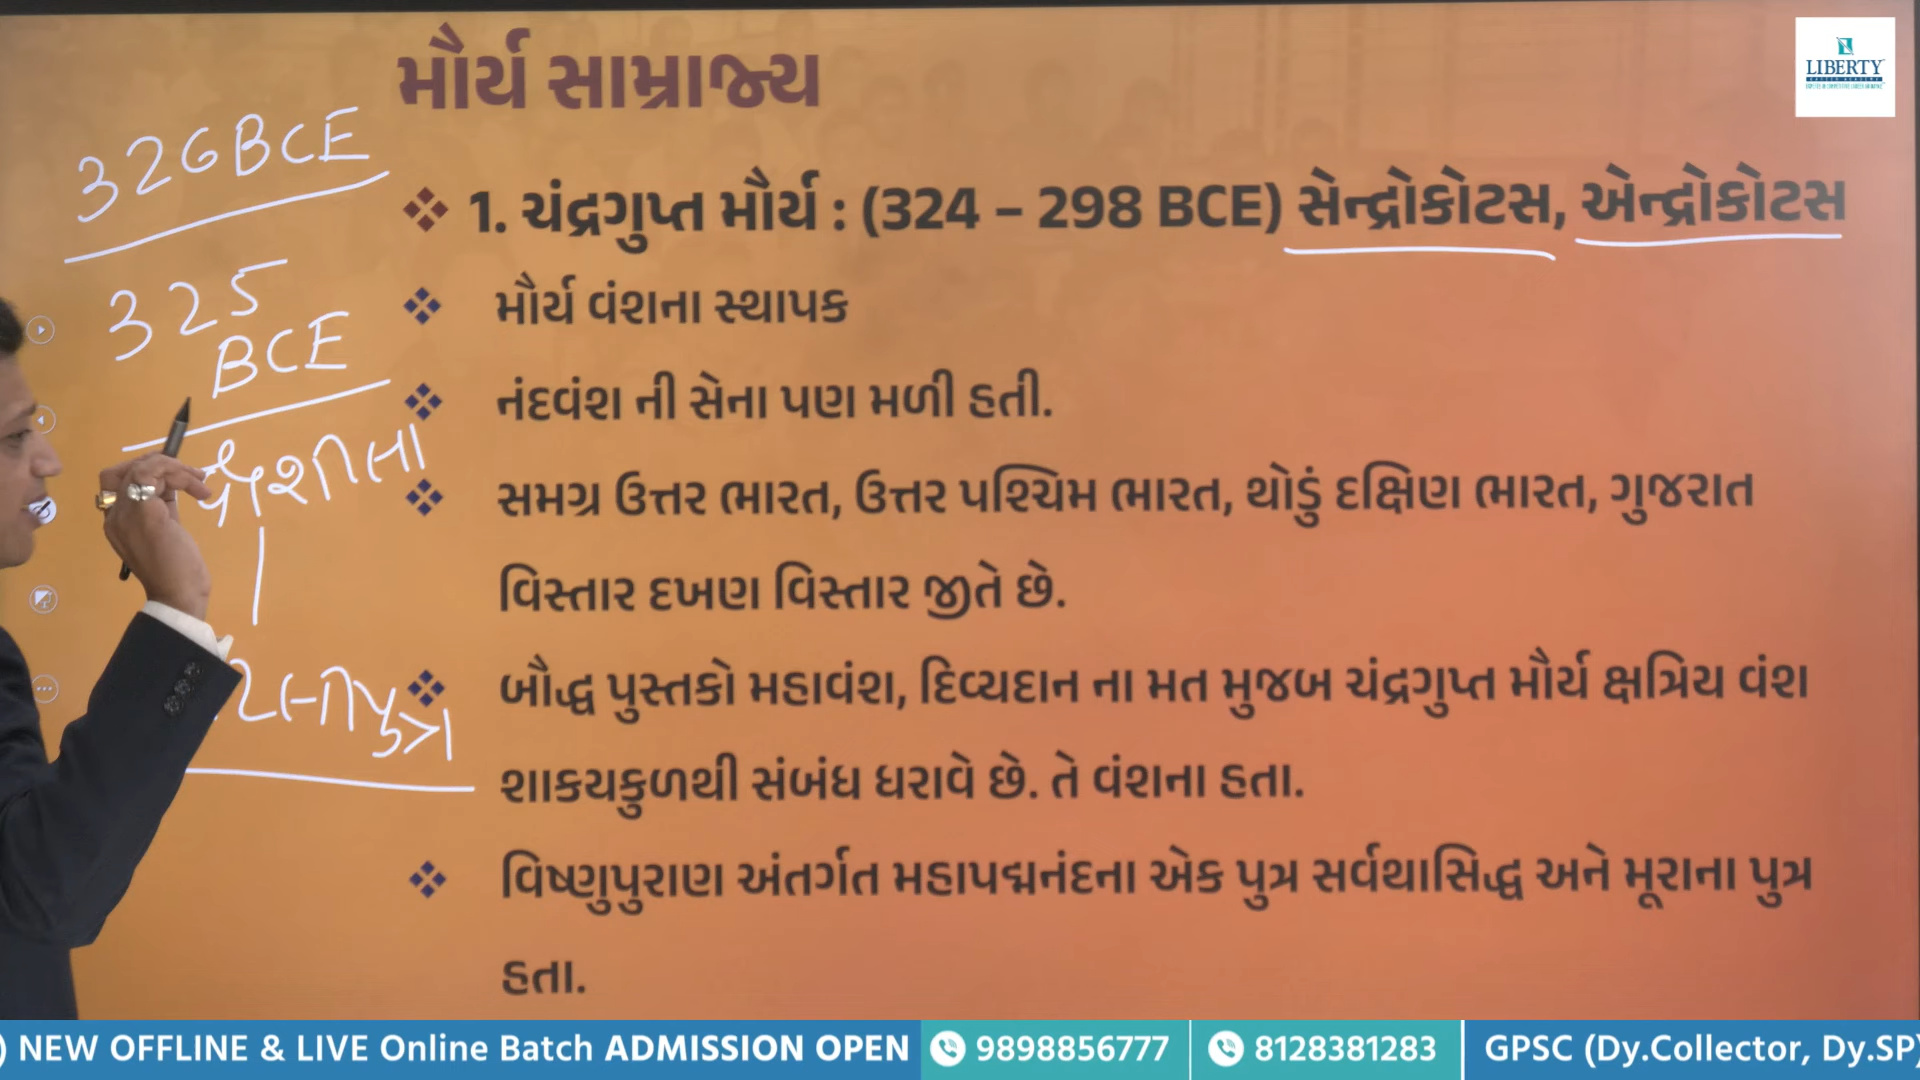 મૌર્ય સામ્રાજ્ય
LIBERTY
326 BCE
325
BCE
1. ચંદ્રગુપ્ત મૌર્ય : (324 – 298 BCE) સેન્દ્રોકોટસ, એન્દ્રોકોટસ
મૌર્ય વંશના સ્થાપક
નંદવંશ ની સેના પણ મળી હતી.
સમગ્ર ઉત્તર ભારત, ઉત્તર પશ્ચિમ ભારત, થોડું દક્ષિણ ભારત, ગુજરાત
વિસ્તાર દખણ વિસ્તાર જીતે છે.
બૌદ્ધ પુસ્તકો મહાવંશ, દિવ્યદાન ના મત મુજબ ચંદ્રગુપ્ત મૌર્ય ક્ષત્રિય વંશ
શાકયકુળથી સંબંધ ધરાવે છે. તે વંશના હતા.
વિષ્ણુપુરાણ અંતર્ગત મહાપદ્મનંદના એક પુત્ર સર્વથાસિદ્ધ અને મૂરાના પુત્ર
હતા.
) NEW OFFLINE & LIVE Online Batch ADMISSION OPEN 9898856777 8128381283 GPSC (Dy.Collector, Dy.SP)